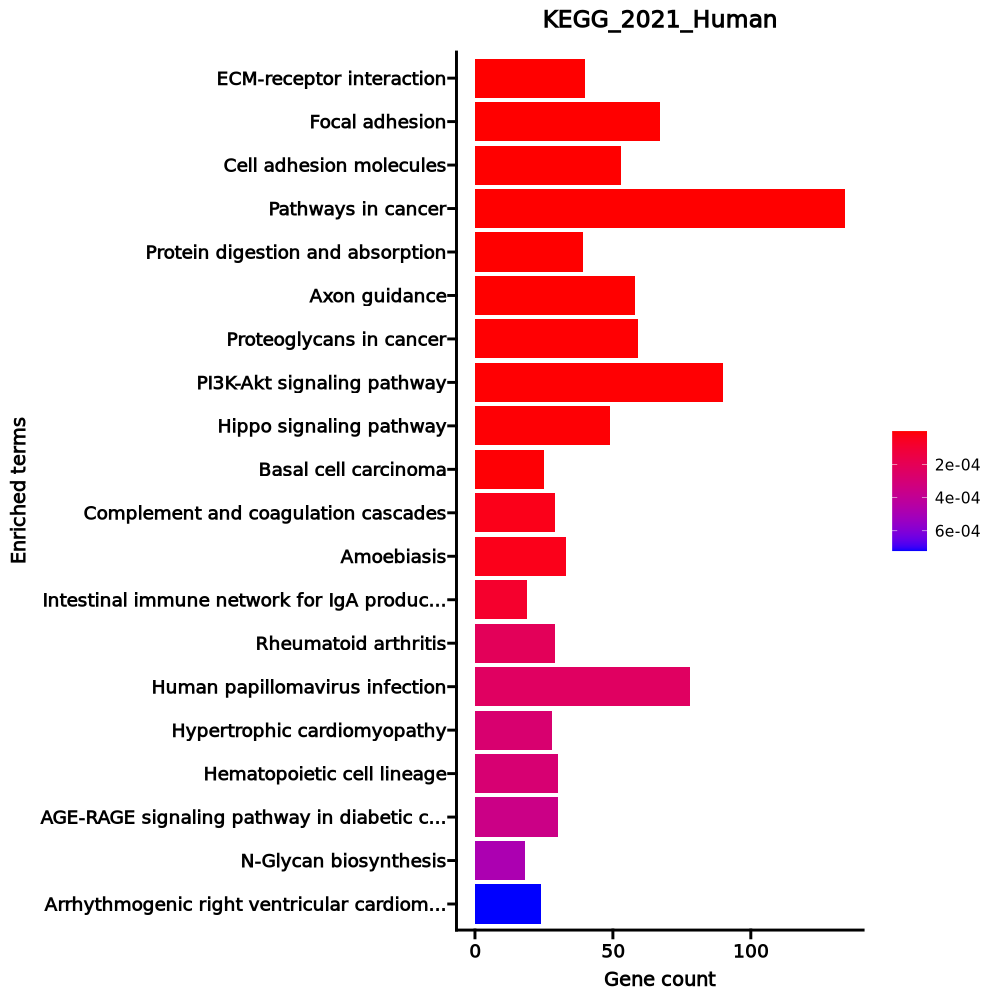 KEGG_2021_Human
ECM-receptor interaction
Focal adhesion
Cell adhesion molecules
Pathways in cancer
Protein digestion and absorption
Axon guidance
Proteoglycans in cancer
PI3K-Akt signaling pathway
Hippo signaling pathway
Basal cell carcinoma
Complement and coagulation cascades
Amoebiasis
Intestinal immune network for IgA produc...
Rheumatoid arthritis
Human papillomavirus infection
Hypertrophic cardiomyopathy
Hematopoietic cell lineage
AGE-RAGE signaling pathway in diabetic c...
N-Glycan biosynthesis
Arrhythmogenic right ventricular cardiom...
Enriched terms
0 50 100
Gene count
2e-04
4e-04
6e-04